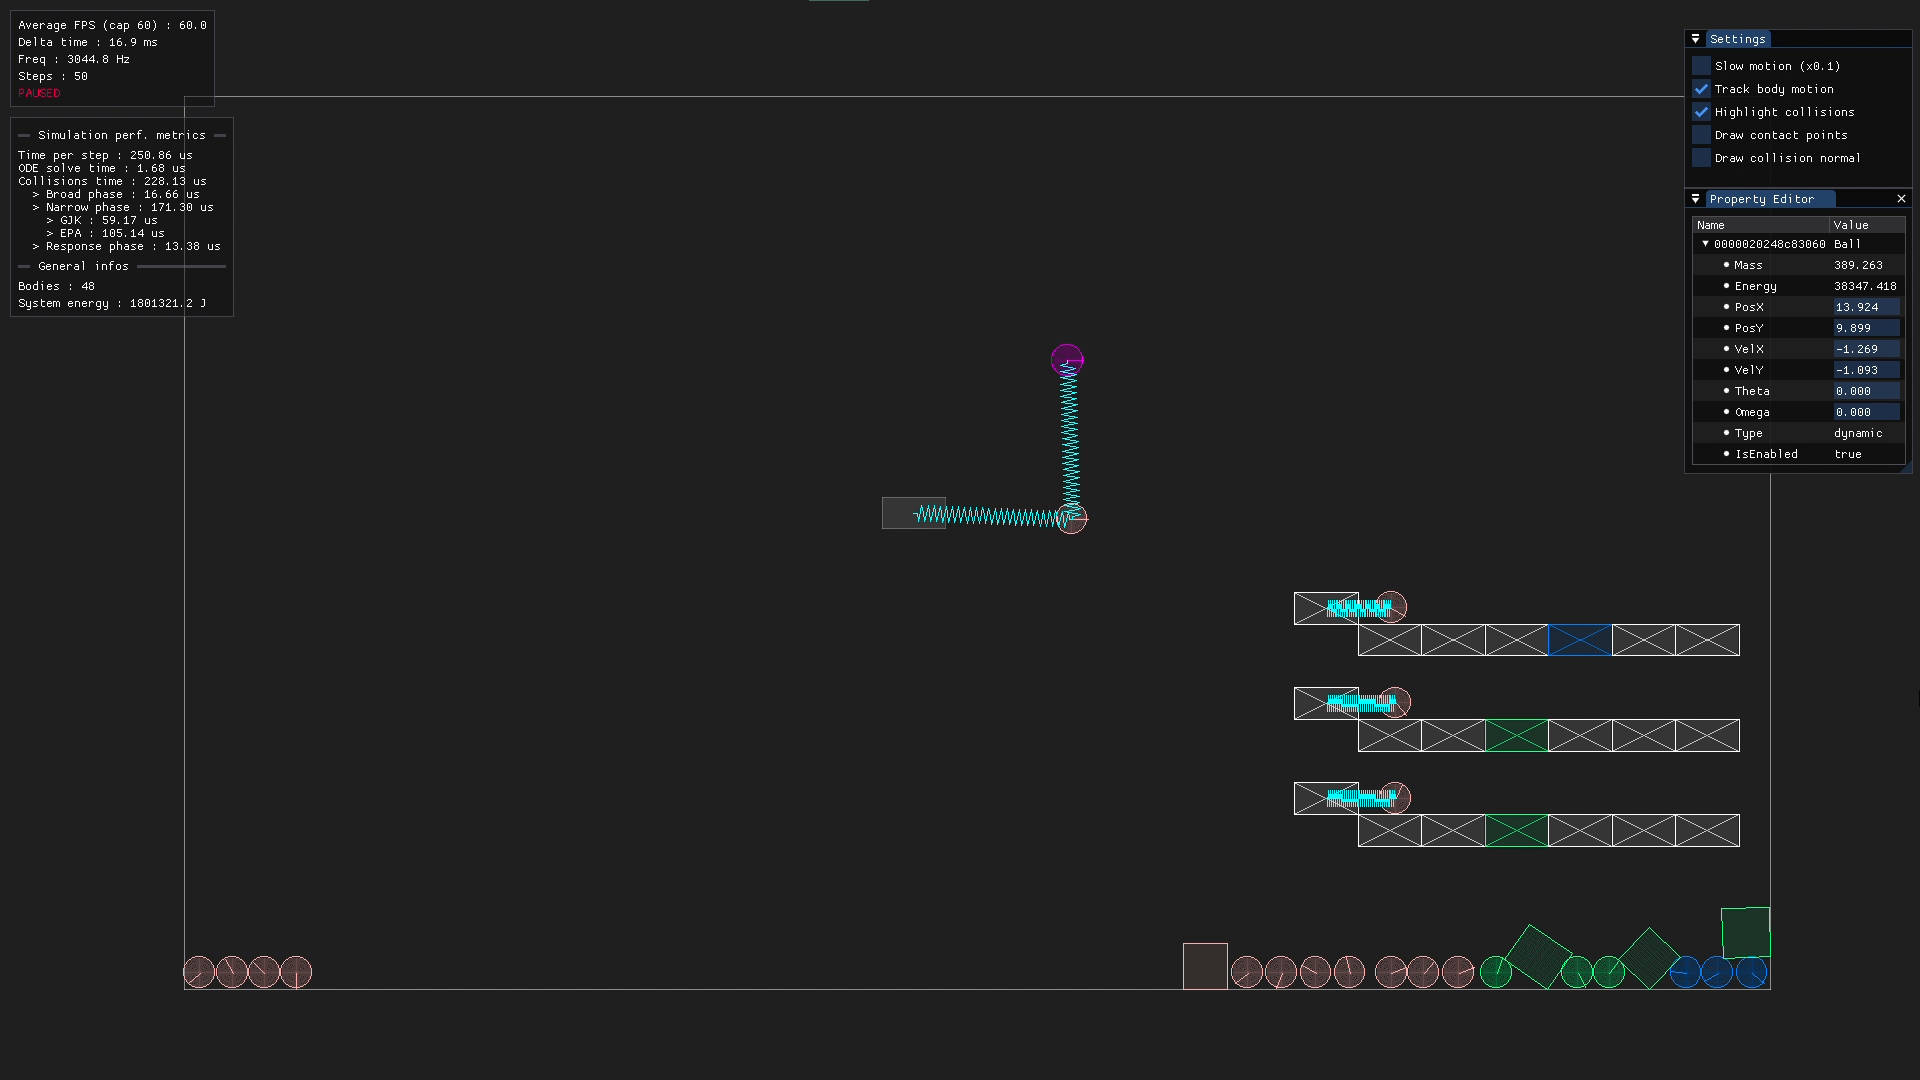 Average FPS (cap 60) : 60.0
Delta time : 16.9 ms
Freq : 3044.8 Hz
Steps : 50
PAUSED
Simulation perf. metrics
Time per step : 250.86 us
ODE solve time : 1.68 us
Collisions time : 228.13 us
> Broad phase : 16.66 us
> Narrow phase : 171.30 us
> GJK : 59.17 us
> EPA : 105.14 us
> Response phase : 13.38 us
General infos
Bodies : 48
System energy : 1801321.2 J
Settings
Slow motion (x0.1)
Track body motion
Highlight collisions
Draw contact points
Draw collision normal
Property Editor
Name Value
0000020248c83060 Ball
Mass 389.263
Energy 38347.418
PosX 13.924
PosY 9.899
VelX -1.269
VelY -1.093
Theta 0.000
Omega 0.000
Type dynamic
IsEnabled true